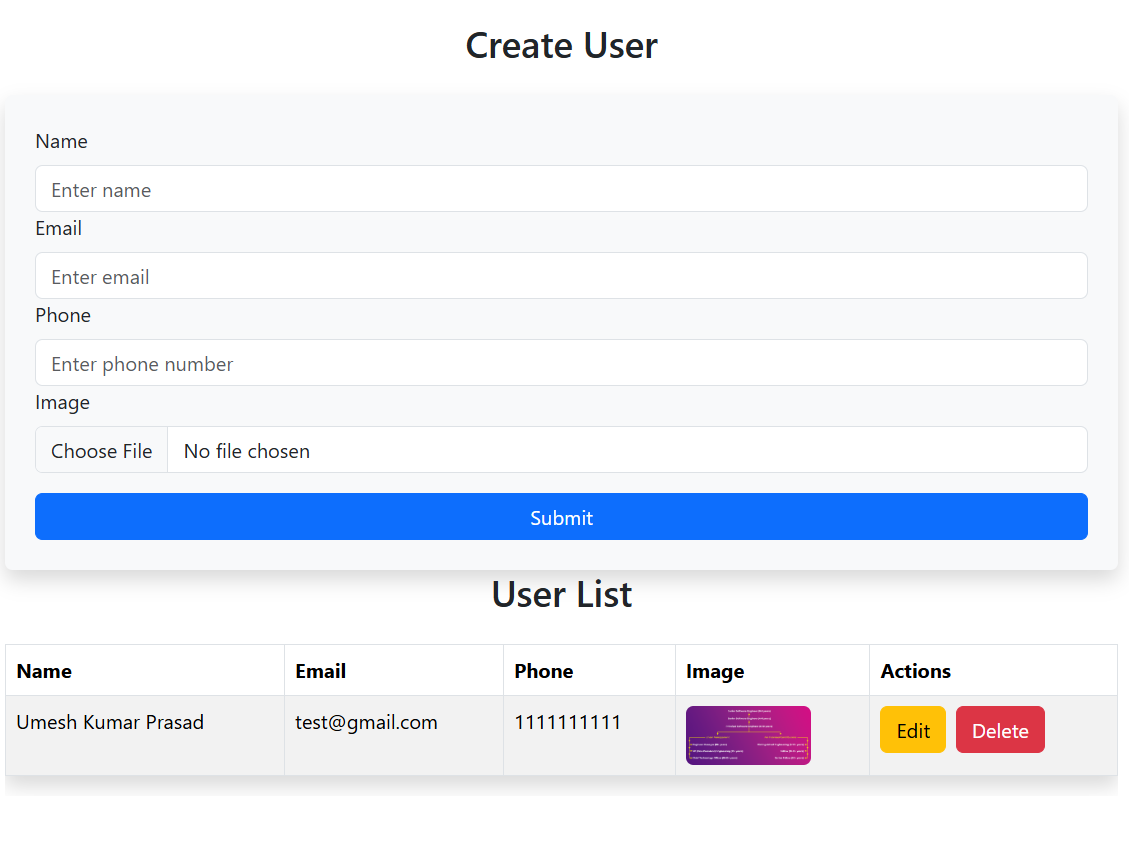 Create User
Name
Enter name
Email
Enter email
Phone
Enter phone number
Image
Choose File No file chosen
Submit
User List
Name Email Phone Image Actions
Umesh Kumar Prasad test@gmail.com 1111111111 Edit Delete